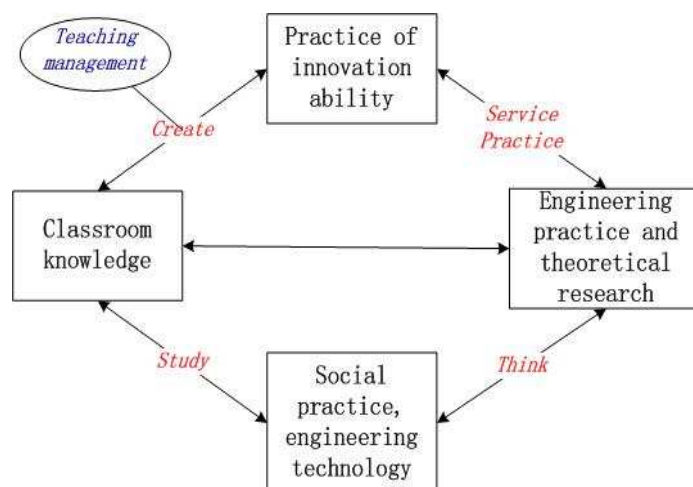 Teaching
management
Practice of
innovation
ability
Create
Service
Practice
Classroom
knowledge
Engineering
practice and
theoretical
research
Study
Think
Social
practice,
engineering
technology